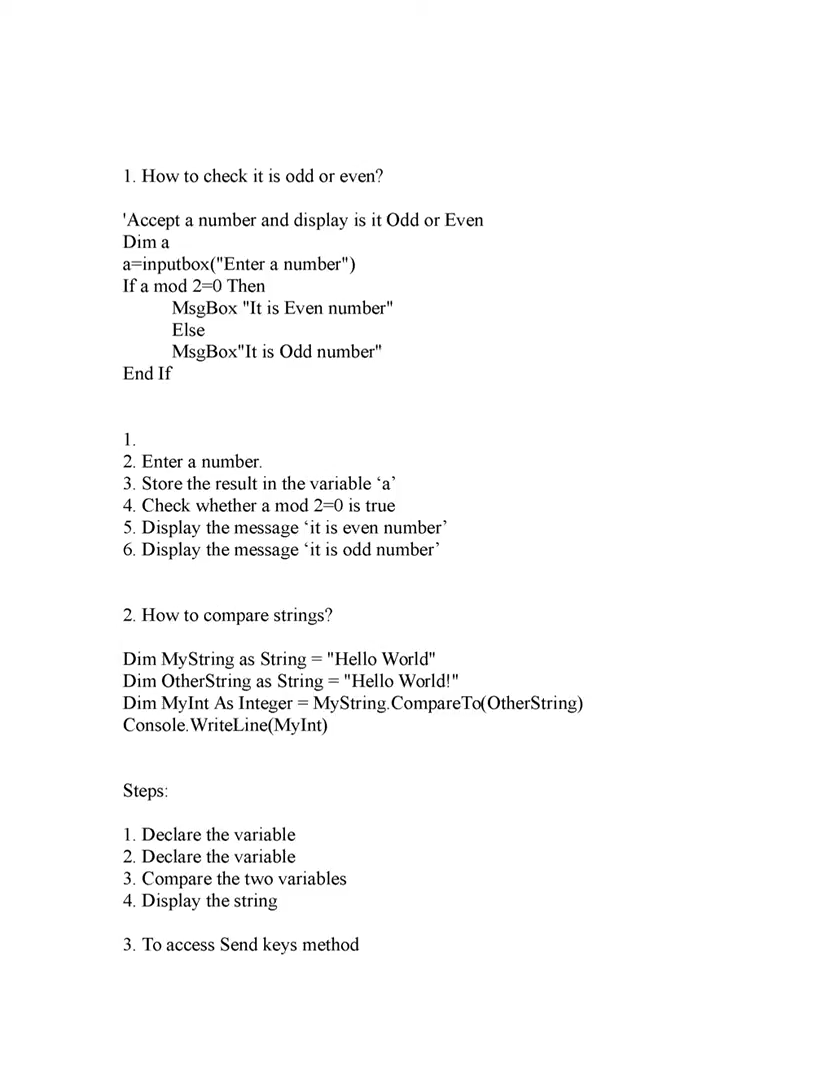 1. How to check it is odd or even?
'Accept a number and display is it Odd or Even
Dim a
a=inputbox("Enter a number")
If a mod 2=0 Then
MsgBox "It is Even number"
Else
MsgBox"It is Odd number"
End If
1.
2. Enter a number.
3. Store the result in the variable ‘a’
4. Check whether a mod 2=0 is true
5. Display the message ‘it is even number’
6. Display the message ‘it is odd number’
2. How to compare strings?
Dim MyString as String = "Hello World"
Dim OtherString as String = "Hello World!"
Dim MyInt As Integer = MyString.CompareTo(OtherString)
Console.WriteLine(MyInt)
Steps:
1. Declare the variable
2. Declare the variable
3. Compare the two variables
4. Display the string
3. To access Send keys method